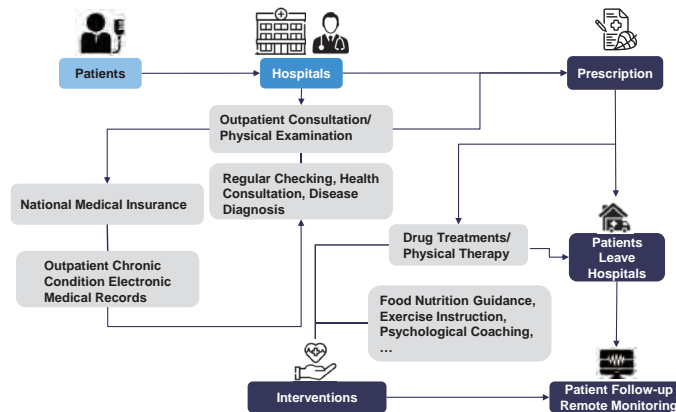 Patients
Hospitals
Prescription
Outpatient Consultation/
Physical Examination
Regular Checking, Health
Consultation, Disease
Diagnosis
National Medical Insurance
Outpatient Chronic
Condition Electronic
Medical Records
Drug Treatments/
Physical Therapy
Patients
Leave
Hospitals
Food Nutrition Guidance,
Exercise Instruction,
Psychological Coaching,
...
Interventions
Patient Follow-up
Remote Monitoring